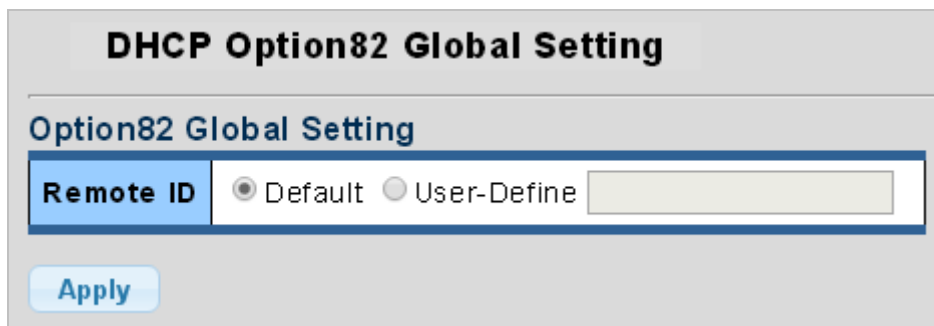 DHCP Option82 Global Setting
Option82 Global Setting
Remote ID Default User-Define
Apply